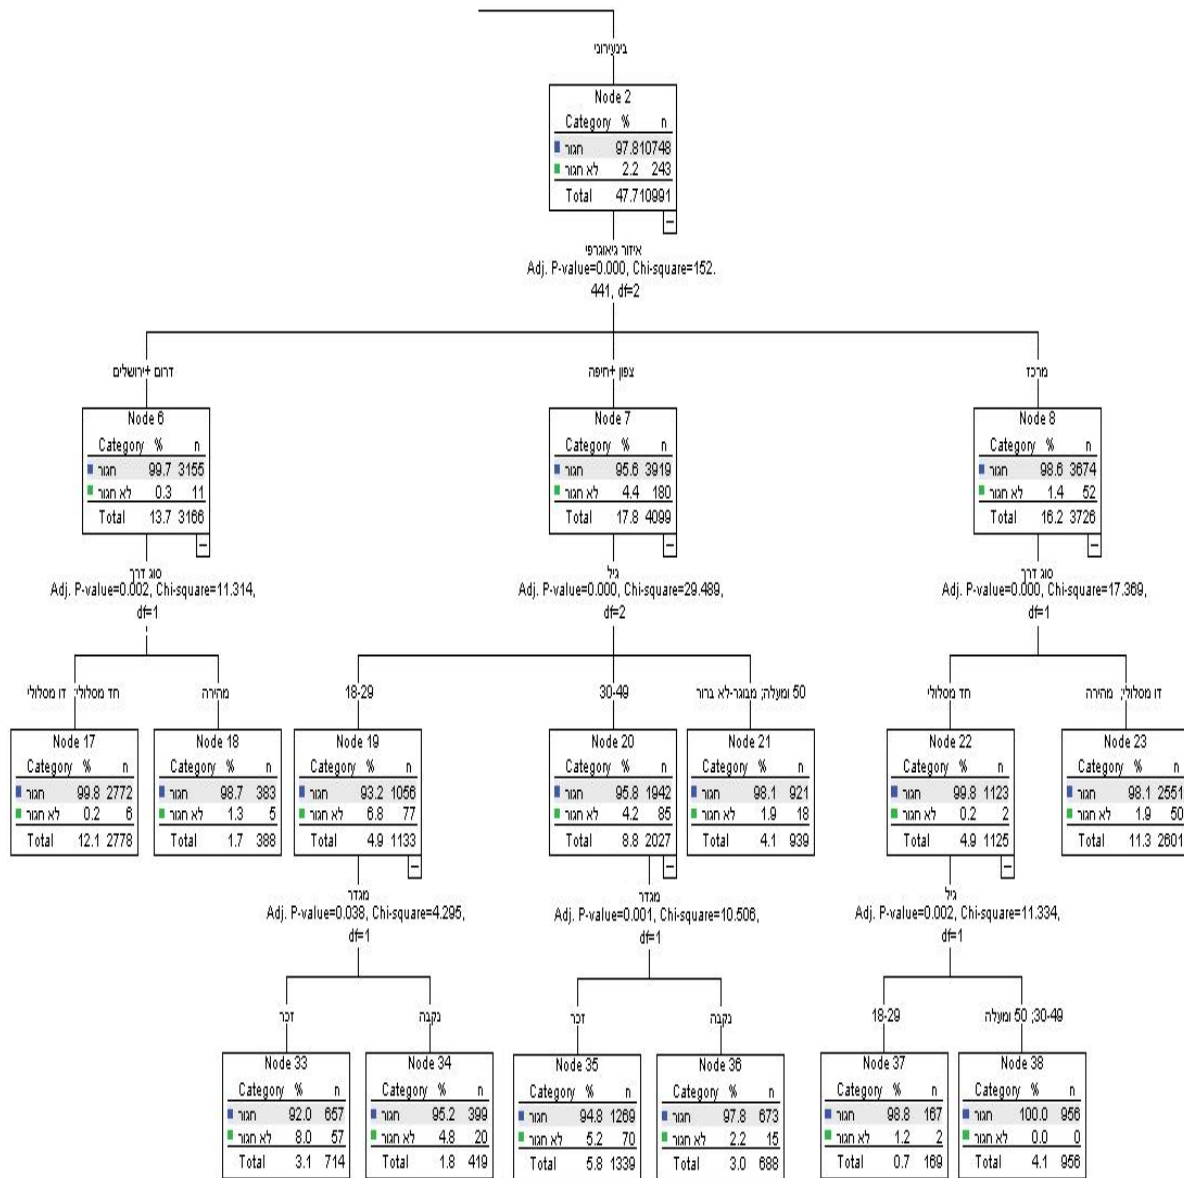 בינעירוני
Node 2
Category % n
חגור 97.810748
לא חגור 2.2 243
Total 47.710991
איזור גיאוגרפי
Adj. P-value=0.000, Chi-square=152.
441, df=2
דרום +ירושלים
צפון +חיפה
מרכז
Node 6
Category % n
חגור 99.7 3155
לא חגור 0.3 11
Total 13.7 3166
סוג דרך
Adj. P-value=0.002, Chi-square=11.314,
df=1
Node 7
Category % n
חגור 95.6 3919
לא חגור 4.4 180
Total 17.8 4099
גיל
Adj. P-value=0.000, Chi-square=29.489,
df=2
Node 8
Category % n
חגור 98.6 3674
לא חגור 1.4 52
Total 16.2 3726
סוג דרך
Adj. P-value=0.000, Chi-square=17.369,
df=1
חד מסלולי; דו מסלולי
מהירה
18-29
30-49
50 ומעלה; מבוגר-לא ברור
חד מסלולי
דו מסלולי; מהירה
Node 17
Category % n
חגור 99.8 2772
לא חגור 0.2 6
Total 12.1 2778
Node 18
Category % n
חגור 98.7 383
לא חגור 1.3 5
Total 1.7 388
Node 19
Category % n
חגור 93.2 1056
לא חגור 6.8 77
Total 4.9 1133
מגדר
Adj. P-value=0.038, Chi-square=4.295,
df=1
Node 20
Category % n
חגור 95.8 1942
לא חגור 4.2 85
Total 8.8 2027
מגדר
Adj. P-value=0.001, Chi-square=10.506,
df=1
Node 21
Category % n
חגור 98.1 921
לא חגור 1.9 18
Total 4.1 939
Node 22
Category % n
חגור 99.8 1123
לא חגור 0.2 2
Total 4.9 1125
גיל
Adj. P-value=0.002, Chi-square=11.334,
df=1
Node 23
Category % n
חגור 98.1 2551
לא חגור 1.9 50
Total 11.3 2601
זכר
נקבה
זכר
נקבה
18-29
30-49; 50 ומעלה
Node 33
Category % n
חגור 92.0 657
לא חגור 8.0 57
Total 3.1 714
Node 34
Category % n
חגור 95.2 399
לא חגור 4.8 20
Total 1.8 419
Node 35
Category % n
חגור 94.8 1269
לא חגור 5.2 70
Total 5.8 1339
Node 36
Category % n
חגור 97.8 673
לא חגור 2.2 15
Total 3.0 688
Node 37
Category % n
חגור 98.8 167
לא חגור 1.2 2
Total 0.7 169
Node 38
Category % n
חגור 100.0 956
לא חגור 0.0 0
Total 4.1 956